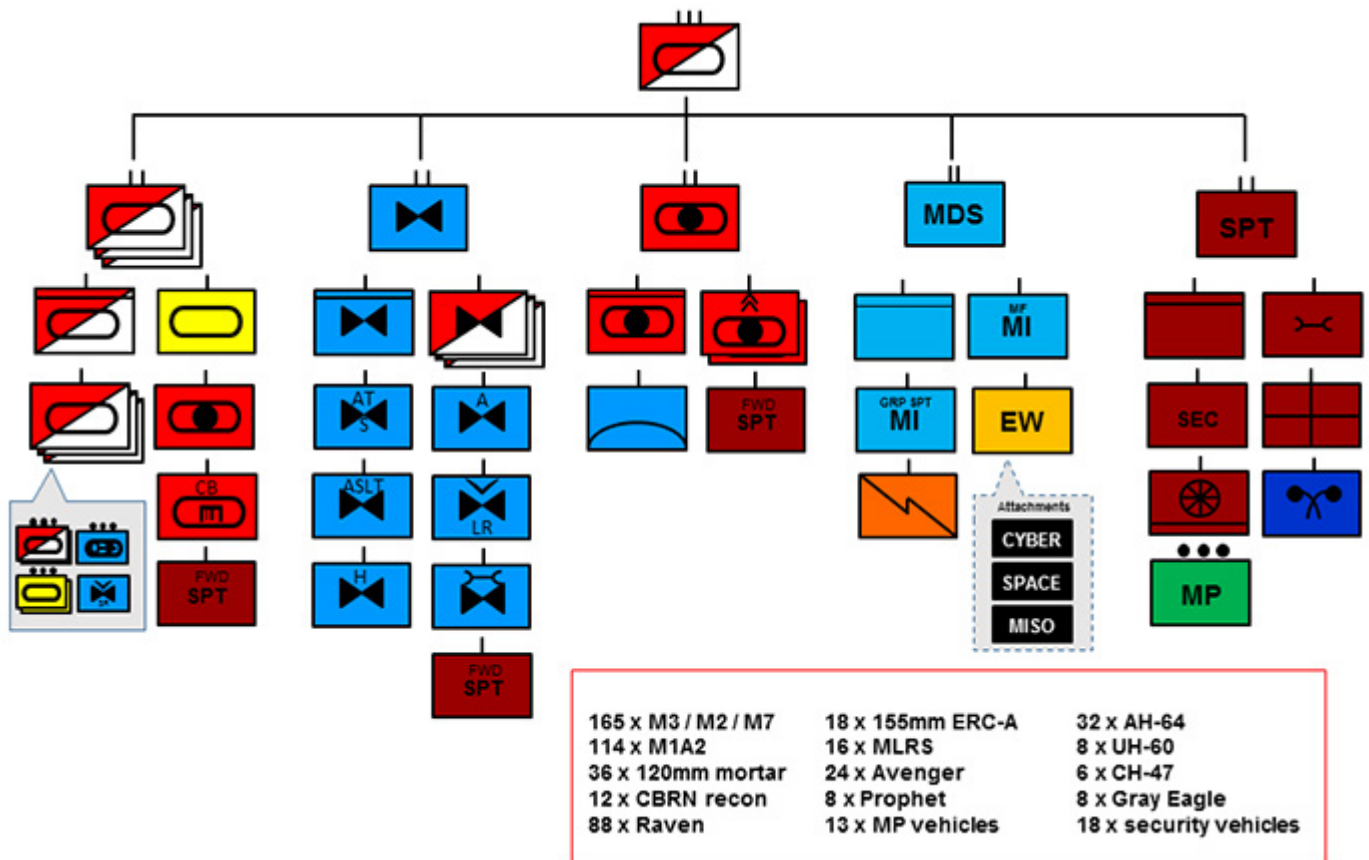 MDS
SPT
MF
MI
AT
S
A
FWD
SPT
GRP SPT
MI
EW
SEC
CB
ASLT
LR
Attachments
CYBER
FWD
SPT
H
SPACE
MISO
MP
FWD
SPT
165 x M3 / M2 / M7
114 x M1A2
36 x 120mm mortar
12 x CBRN recon
88 x Raven
18 x 155mm ERC-A
16 x MLRS
24 x Avenger
8 x Prophet
13 x MP vehicles
32 x AH-64
8 x UH-60
6 x CH-47
8 x Gray Eagle
18 x security vehicles